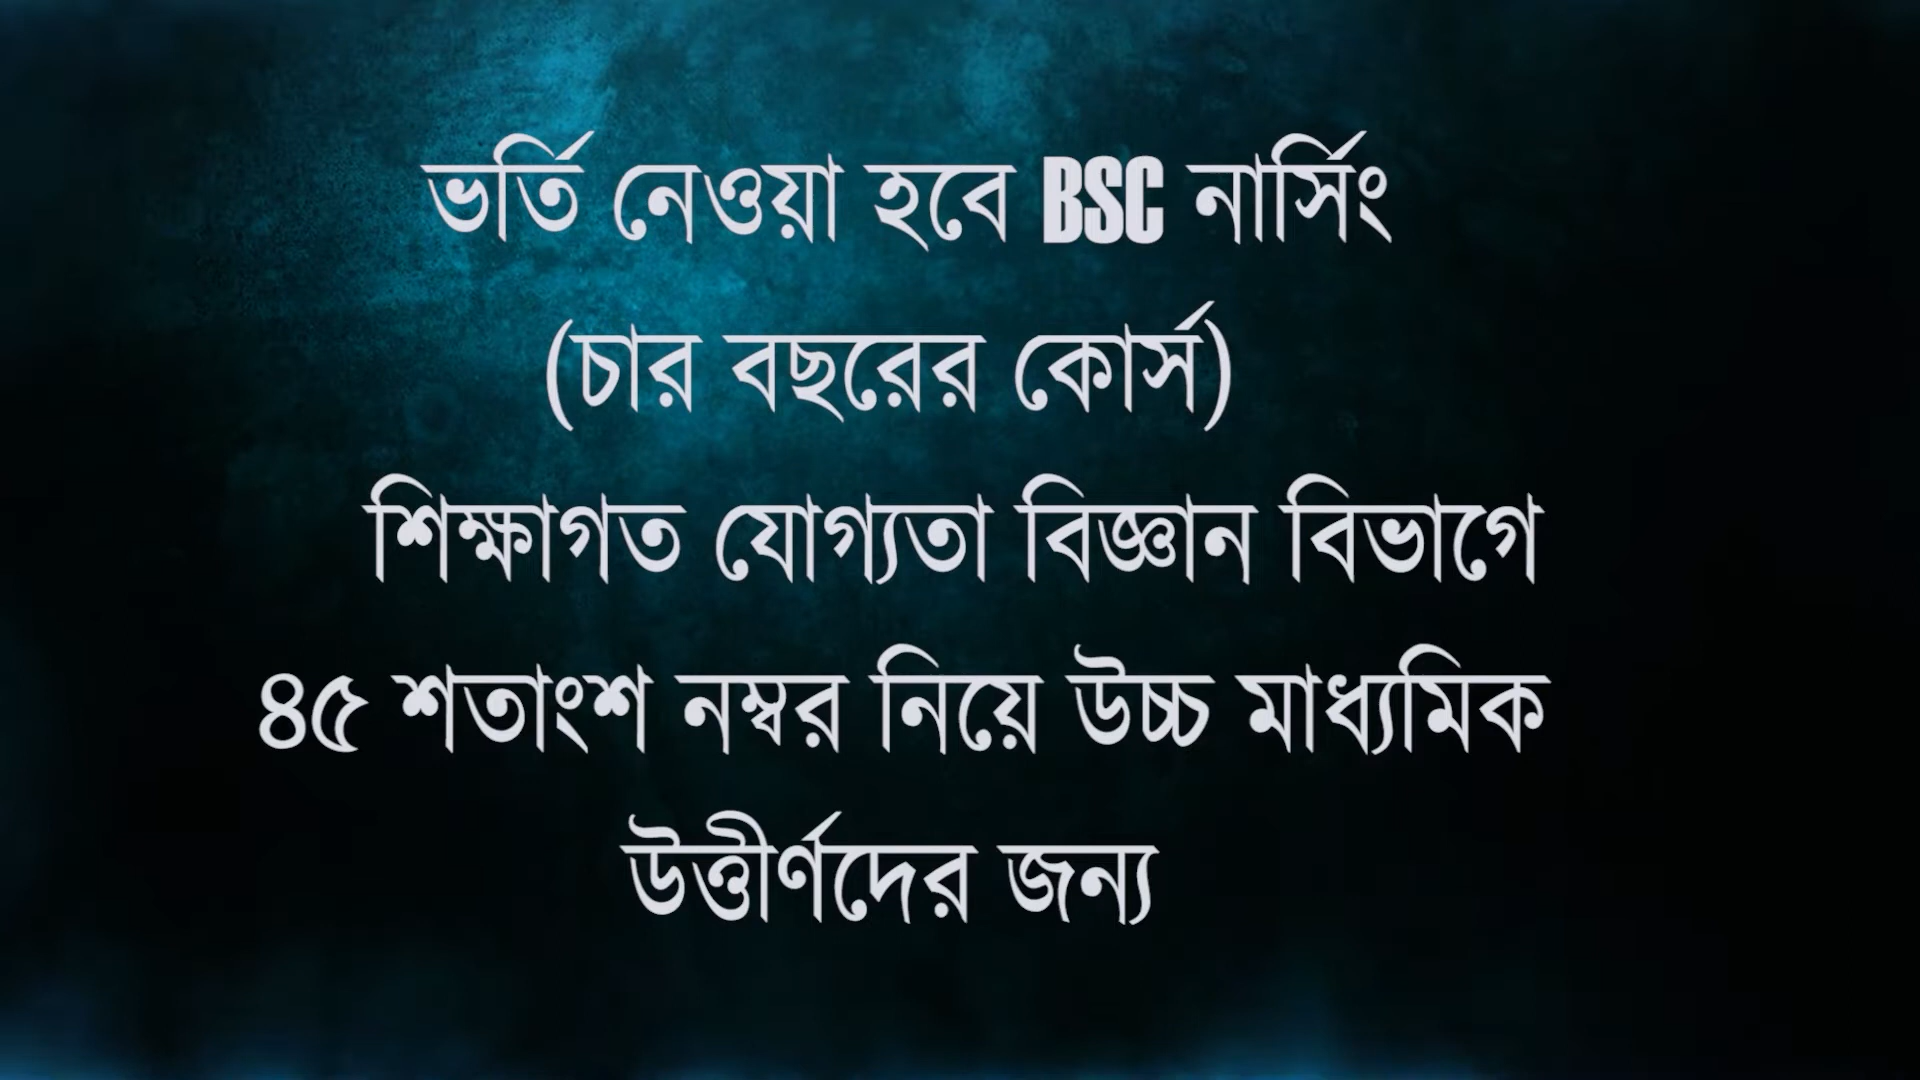 ভর্তি নেওয়া হবে BSC নার্সিং
(চার বছরের কোর্স)
শিক্ষাগত যোগ্যতা বিজ্ঞান বিভাগে
৪৫ শতাংশ নম্বর নিয়ে উচ্চ মাধ্যমিক
উত্তীর্ণদের জন্য